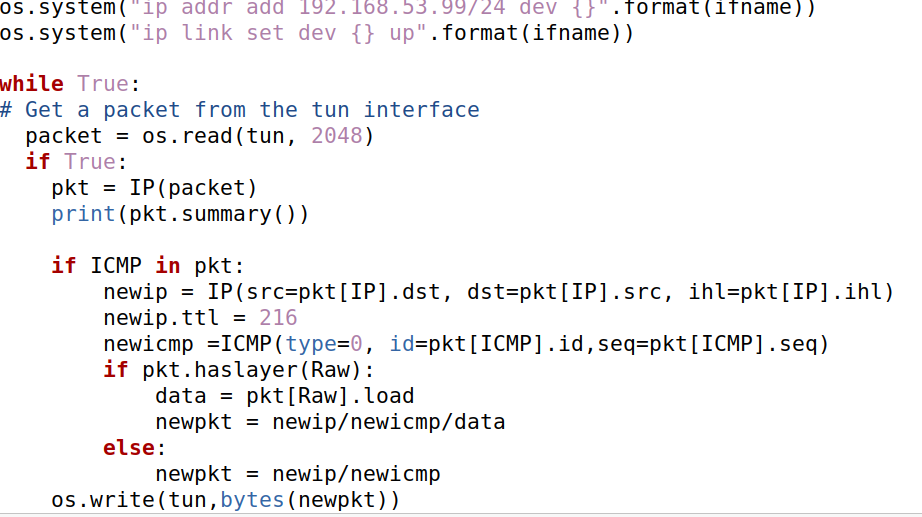 os.system("ip addr add 192.168.53.99/24 dev {}".format(ifname))
os.system("ip link set dev {} up".format(ifname))

while True:
# Get a packet from the tun interface
  packet = os.read(tun, 2048)
  if True:
    pkt = IP(packet)
    print(pkt.summary())

    if ICMP in pkt:
        newip = IP(src=pkt[IP].dst, dst=pkt[IP].src, ihl=pkt[IP].ihl)
        newip.ttl = 216
        newicmp =ICMP(type=0, id=pkt[ICMP].id,seq=pkt[ICMP].seq)
        if pkt.haslayer(Raw):
            data = pkt[Raw].load
            newpkt = newip/newicmp/data
        else:
            newpkt = newip/newicmp
    os.write(tun,bytes(newpkt))